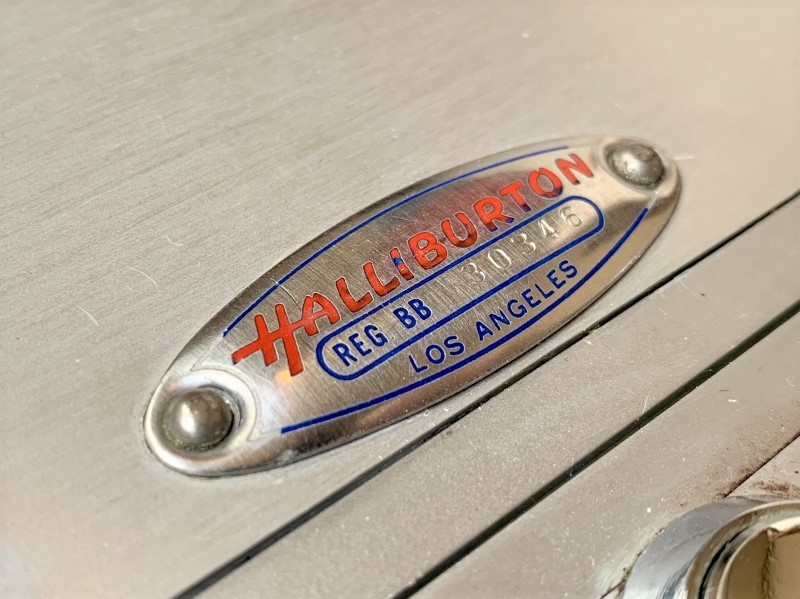 HALLIBURTON
REG BB 30346
LOS ANGELES